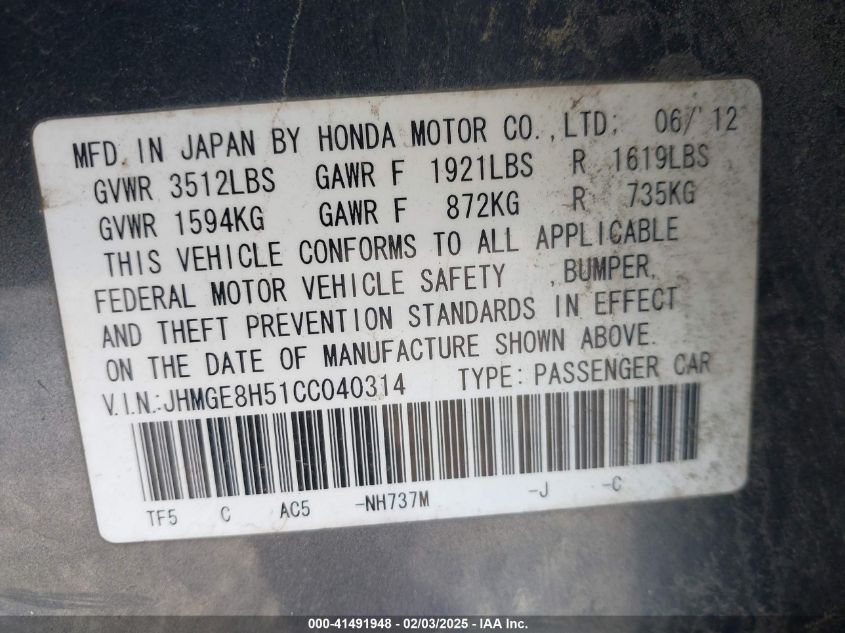 MFD. IN JAPAN BY HONDA MOTOR CO., LTD. 06/'12
GVWR 3512LBS GAWR F 1921LBS R 1619LBS
GVWR 1594KG GAWR F 872KG R 735KG
THIS VEHICLE CONFORMS TO ALL APPLICABLE
FEDERAL MOTOR VEHICLE SAFETY ,BUMPER,
AND THEFT PREVENTION STANDARDS IN EFFECT
ON THE DATE OF MANUFACTURE SHOWN ABOVE.
V.I.N.:JHMGE8H51CC040314 TYPE: PASSENGER CAR
TF5 C AC5 -NH737M -J -C
000-41491948 - 02/03/2025 - IAA Inc.